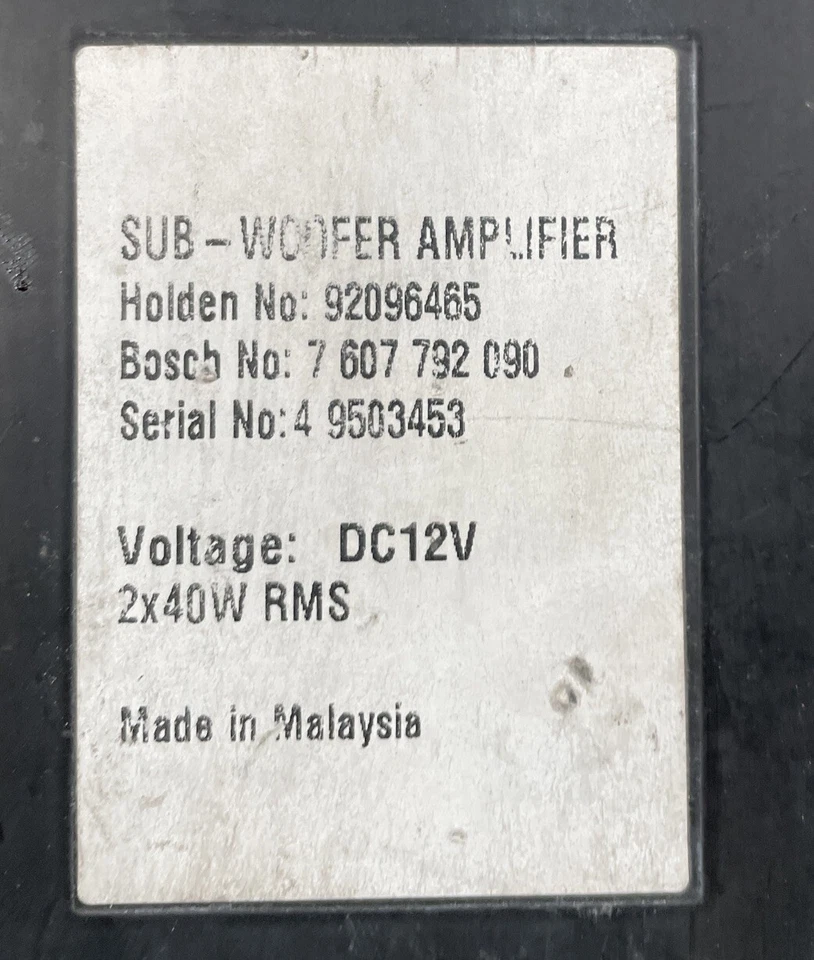 SUB - WOOFER AMPLIFIER
Holden No: 92096465
Bosch No: 7 607 792 090
Serial No:4 9503453
Voltage: DC12V
2x40W RMS
Made in Malaysia